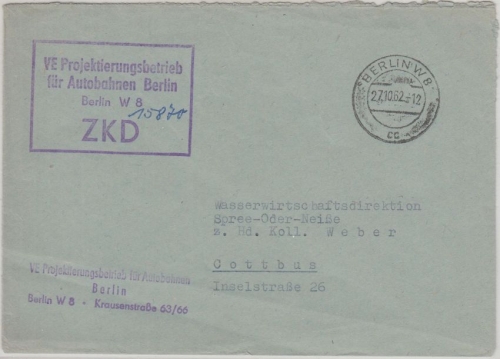 VE Projektierungsbetrieb
für Autobahnen Berlin
Berlin W 8
15870
ZKD
BERLIN W 8
27.10.62-12
cc
Wasserwirtschaftsdirektion
Spree-Oder-Neiße
z. Hd. Koll. Weber
Cottbus
Inselstraße 26
VE Projektierungsbetrieb für Autobahnen
Berlin
Berlin W 8 - Krausenstraße 63/66